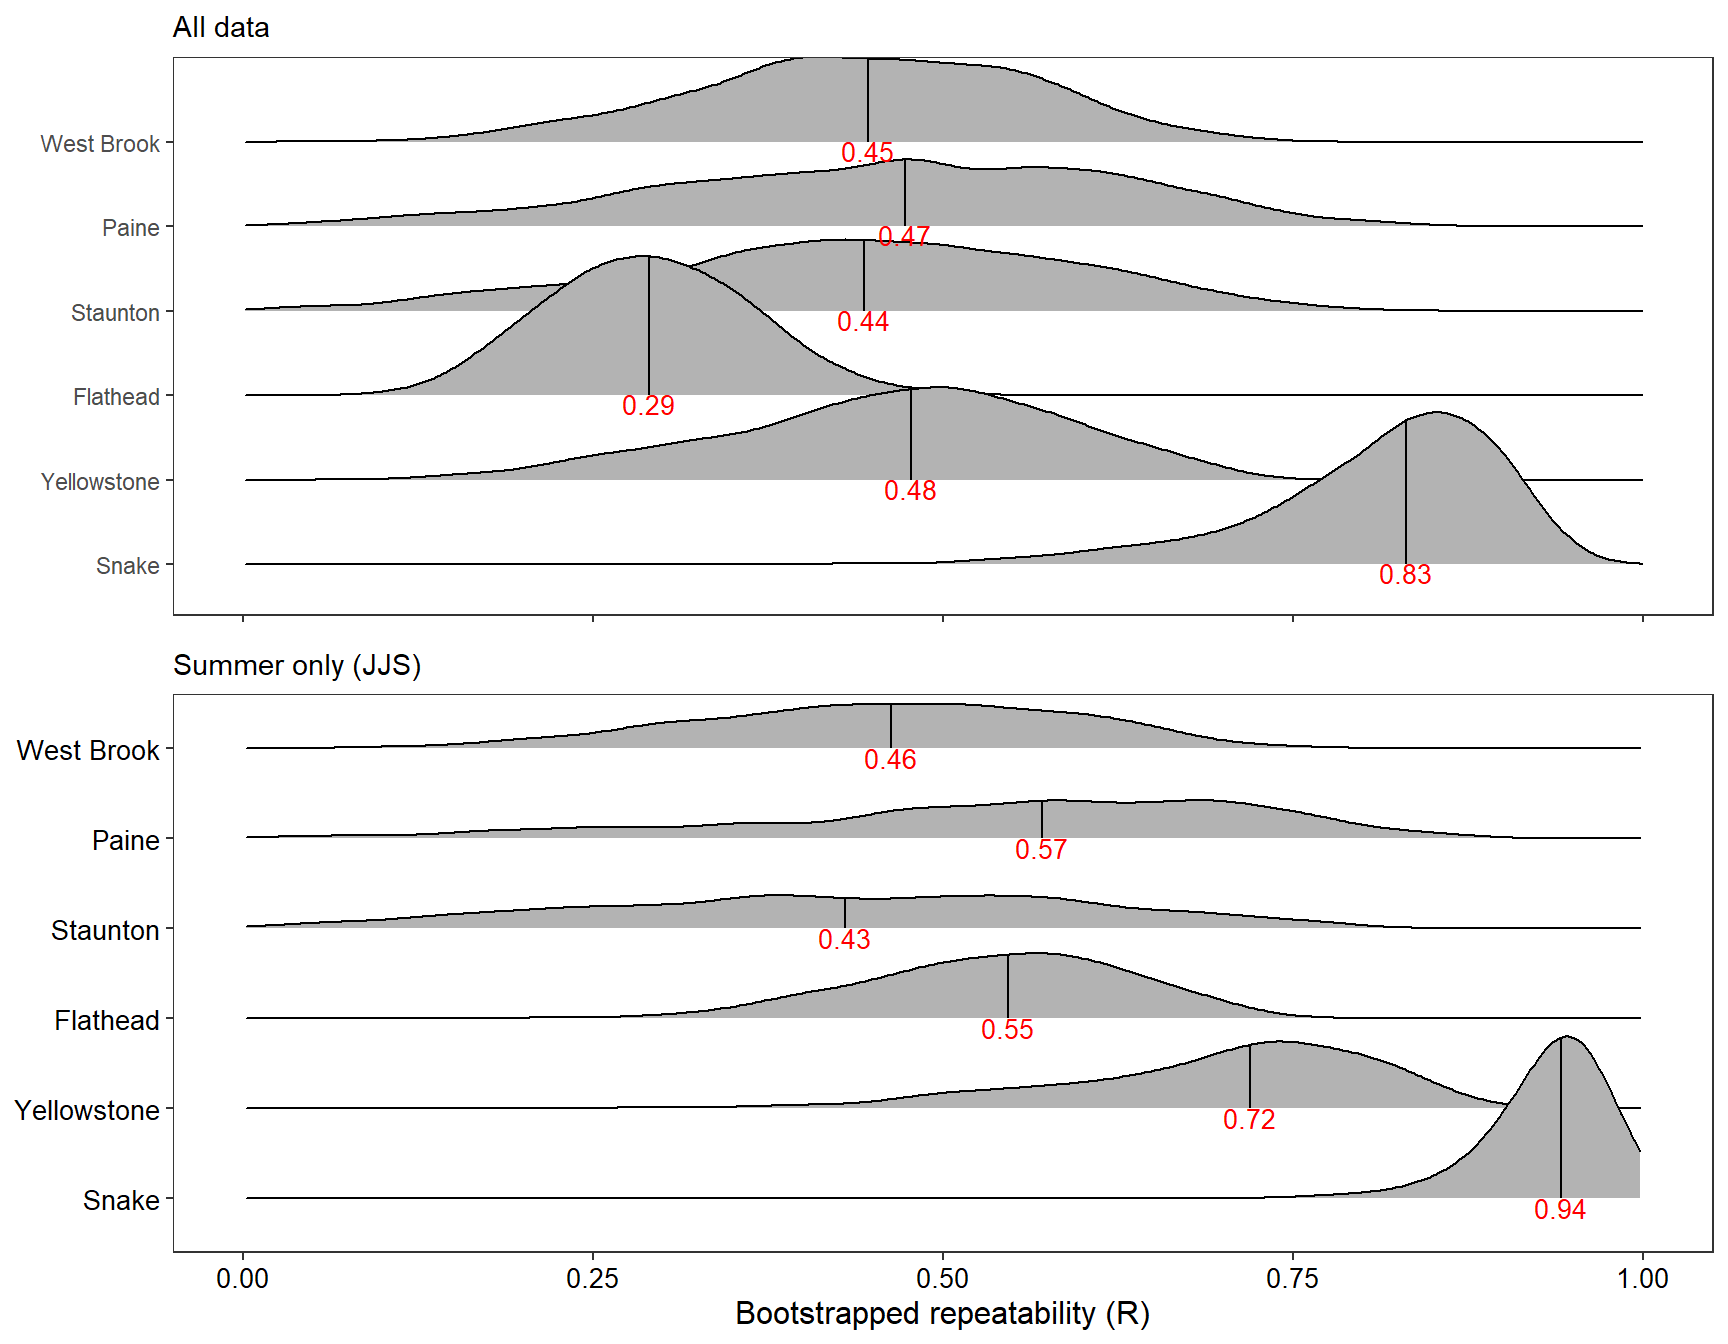 All data
West Brook
0.45
Paine
0.47
Staunton
0.44
Flathead
0.29
Yellowstone
0.48
Snake
0.83
Summer only (JJS)
West Brook
0.46
Paine
0.57
Staunton
0.43
Flathead
0.55
Yellowstone
0.72
Snake
0.94
0.00 0.25 0.50 0.75 1.00
Bootstrapped repeatability (R)